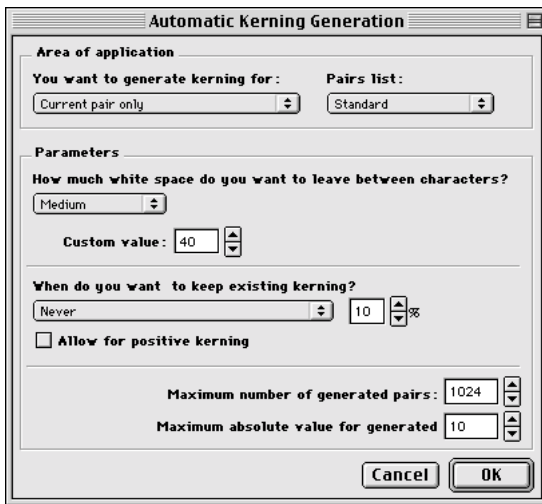 Automatic Kerning Generation
Area of application
You want to generate kerning for: Pairs list:
Current pair only Standard
Parameters
How much white space do you want to leave between characters?
Medium
Custom value: 40
When do you want to keep existing kerning?
Never 10 %
Allow for positive kerning
Maximum number of generated pairs: 1024
Maximum absolute value for generated 10
Cancel OK